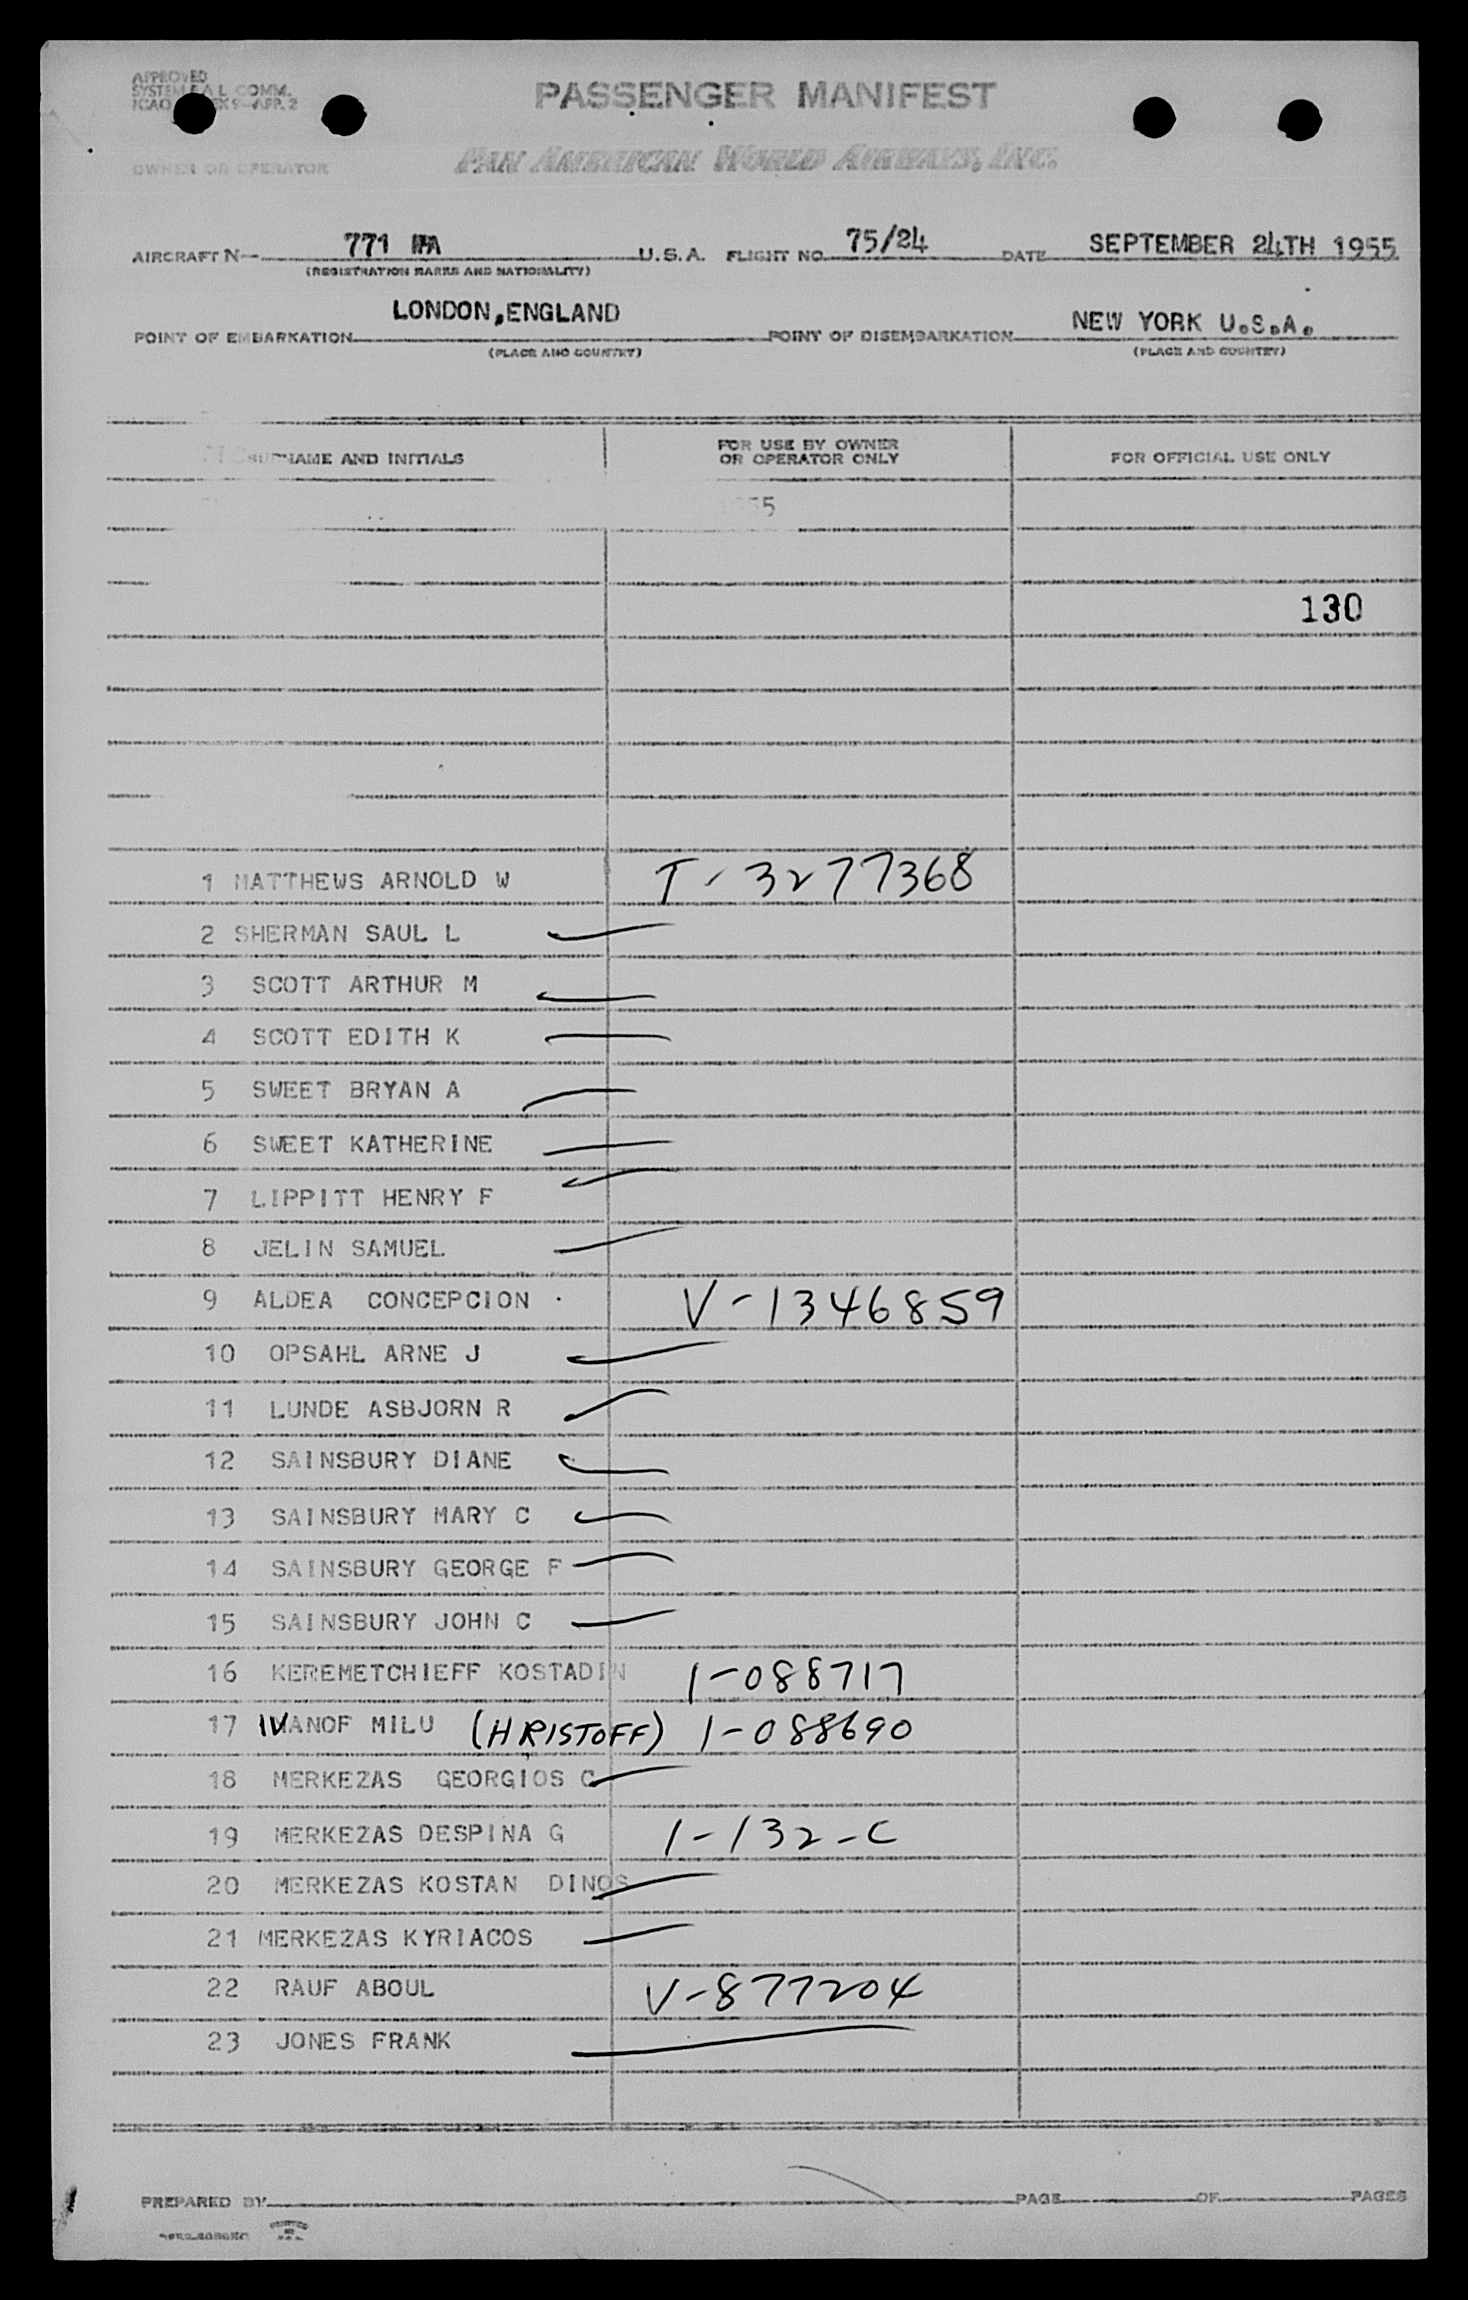 APPROVED
PASSENGER MANIFEST
OWNER OR OPERATOR
PAN AMERICAN WORLD AIRWAYS, INC.
AIRCRAFT N— 771 PA U.S.A. FLIGHT NO. 75/24 DATE SEPTEMBER 24TH 1955
(REGISTRATION MARKS AND NATIONALITY)
LONDON,ENGLAND NEW YORK U.S.A.
POINT OF EMBARKATION POINT OF DISEMBARKATION
(PLACE AND COUNTRY) (PLACE AND COUNTRY)
SURNAME AND INITIALS FOR USE BY OWNER OR OPERATOR ONLY FOR OFFICIAL USE ONLY
130
1 MATTHEWS ARNOLD W T-3277368
2 SHERMAN SAUL L
3 SCOTT ARTHUR M
4 SCOTT EDITH K
5 SWEET BRYAN A
6 SWEET KATHERINE
7 LIPPITT HENRY F
8 JELIN SAMUEL
9 ALDEA CONCEPCION V-1346859
10 OPSAHL ARNE J
11 LUNDE ASBJORN R
12 SAINSBURY DIANE
13 SAINSBURY MARY C
14 SAINSBURY GEORGE F
15 SAINSBURY JOHN C
16 KEREMETCHIEFF KOSTADIN 1-088717
17 IVANOF MILU (HRISTOFF) 1-088690
18 MERKEZAS GEORGIOS C
19 MERKEZAS DESPINA G 1-132-C
20 MERKEZAS KOSTAN DINOS
21 MERKEZAS KYRIACOS
22 RAUF ABOUL V-877204
23 JONES FRANK
PREPARED BY PAGE OF PAGES